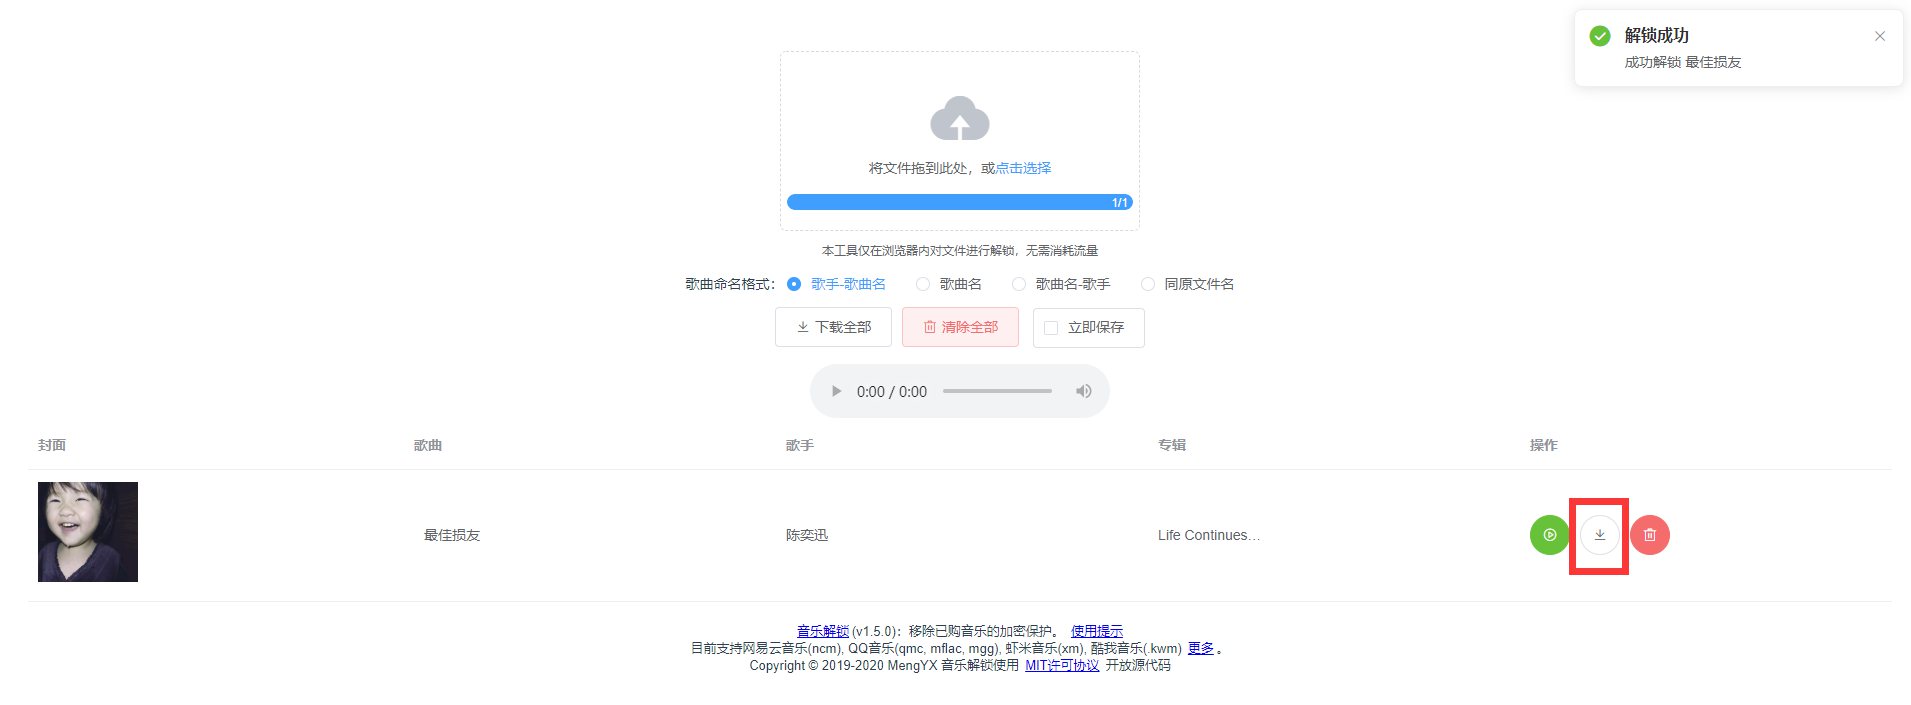 解锁成功
成功解锁 最佳损友
将文件拖到此处，或点击选择
1/1
本工具仅在浏览器内对文件进行解锁，无需消耗流量
歌曲命名格式： 歌手-歌曲名 歌曲名 歌曲名-歌手 同原文件名
下载全部 清除全部 立即保存
0:00 / 0:00
封面 歌曲 歌手 专辑 操作
最佳损友 陈奕迅 Life Continues...
音乐解锁 (v1.5.0)：移除已购音乐的加密保护。 使用提示
目前支持网易云音乐(ncm), QQ音乐(qmc, mflac, mgg), 虾米音乐(xm), 酷我音乐(.kwm) 更多 。
Copyright © 2019-2020 MengYX 音乐解锁使用 MIT许可协议 开放源代码